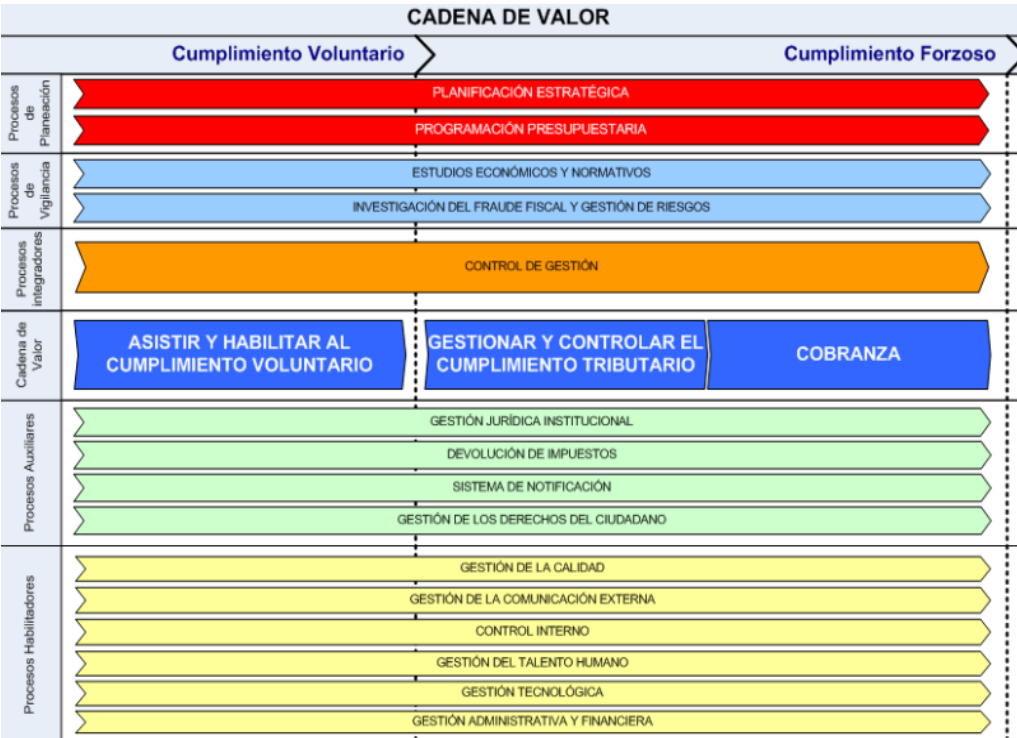 CADENA DE VALOR
Cumplimiento Voluntario
Cumplimiento Forzoso
Procesos
de
Planeación
PLANIFICACIÓN ESTRATÉGICA
PROGRAMACIÓN PRESUPUESTARIA
Procesos
de
Vigilancia
ESTUDIOS ECONÓMICOS Y NORMATIVOS
INVESTIGACIÓN DEL FRAUDE FISCAL Y GESTIÓN DE RIESGOS
Procesos
integradores
CONTROL DE GESTIÓN
Cadena de
Valor
ASISTIR Y HABILITAR AL
CUMPLIMIENTO VOLUNTARIO
GESTIONAR Y CONTROLAR EL
CUMPLIMIENTO TRIBUTARIO
COBRANZA
Procesos Auxiliares
GESTIÓN JURÍDICA INSTITUCIONAL
DEVOLUCIÓN DE IMPUESTOS
SISTEMA DE NOTIFICACIÓN
GESTIÓN DE LOS DERECHOS DEL CIUDADANO
Procesos Habilitadores
GESTIÓN DE LA CALIDAD
GESTIÓN DE LA COMUNICACIÓN EXTERNA
CONTROL INTERNO
GESTIÓN DEL TALENTO HUMANO
GESTIÓN TECNOLÓGICA
GESTIÓN ADMINISTRATIVA Y FINANCIERA